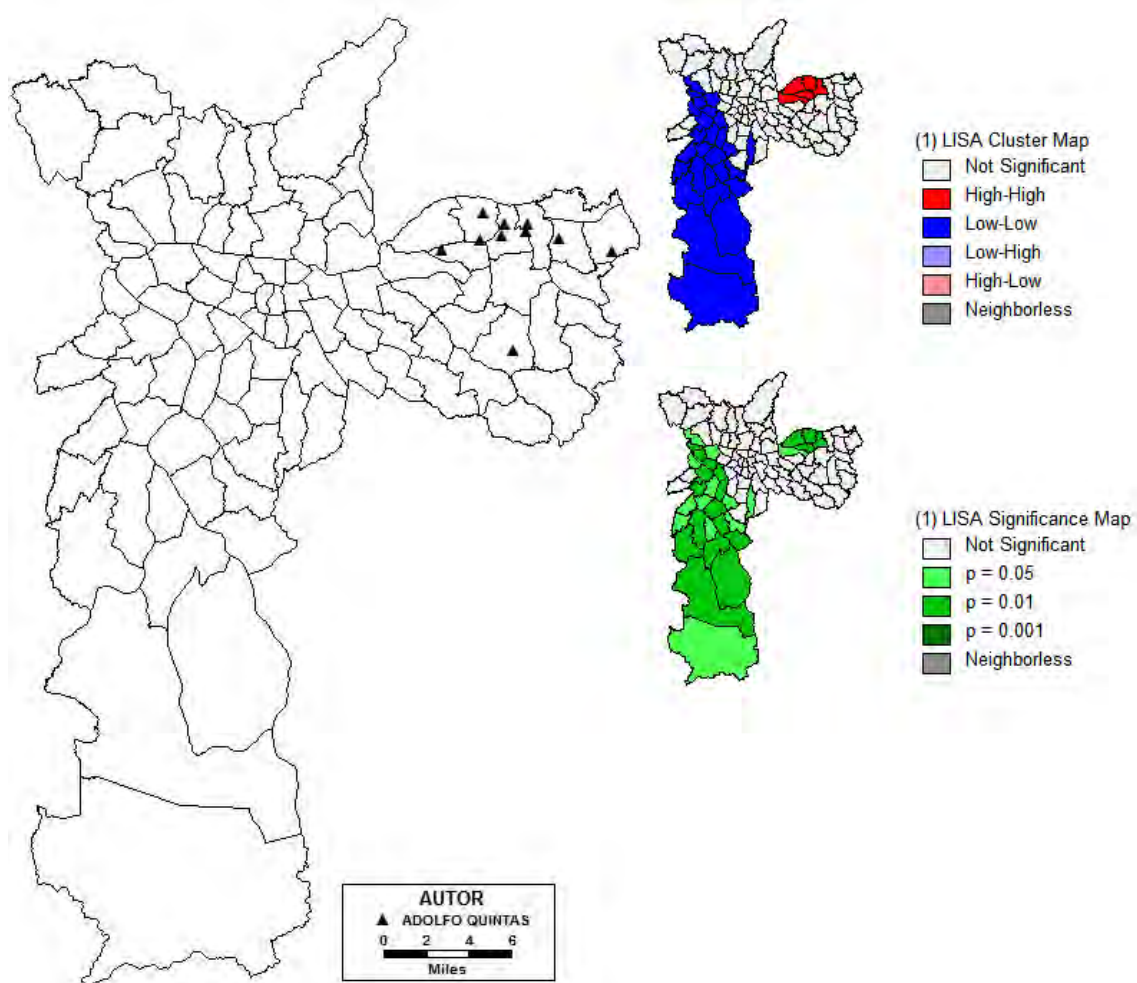 (1) LISA Cluster Map
Not Significant
High-High
Low-Low
Low-High
High-Low
Neighborless
(1) LISA Significance Map
Not Significant
p = 0.05
p = 0.01
p = 0.001
Neighborless
AUTOR
ADOLFO QUINTAS
0 2 4 6
Miles